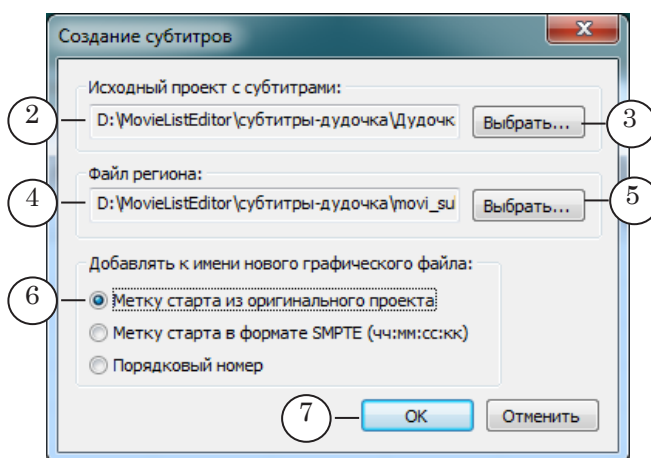 Создание субтитров
Исходный проект с субтитрами:
2 D:\MovieListEditor\субтитры-дудочка\Дудочк Выбрать... 3
Файл региона:
4 D:\MovieListEditor\субтитры-дудочка\movi_su Выбрать... 5
Добавлять к имени нового графического файла:
6 Метку старта из оригинального проекта
Метку старта в формате SMPTE (чч:мм:сс:кк)
Порядковый номер
7 OK Отменить